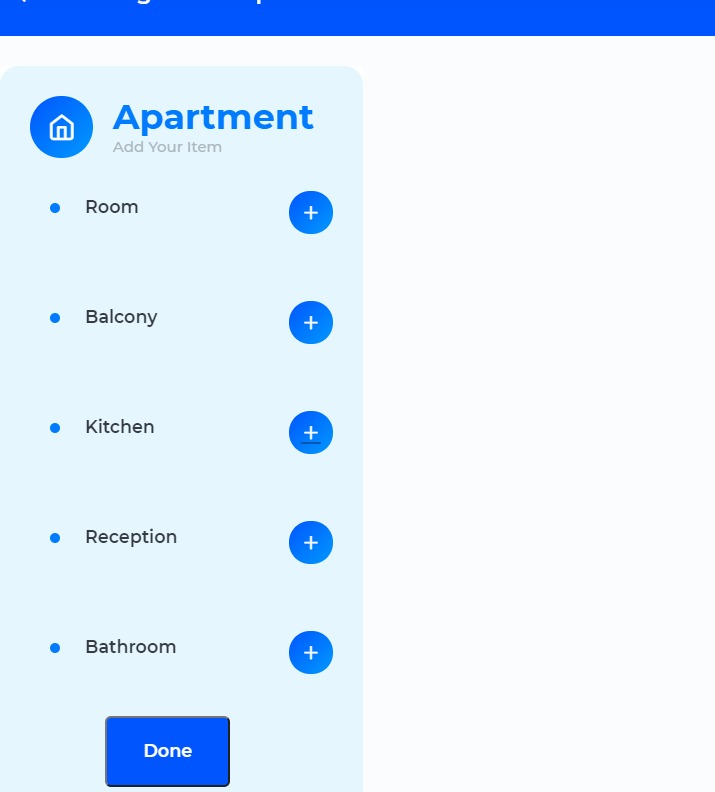 Apartment
Add Your Item
Room
+
Balcony
+
Kitchen
+
Reception
+
Bathroom
+
Done